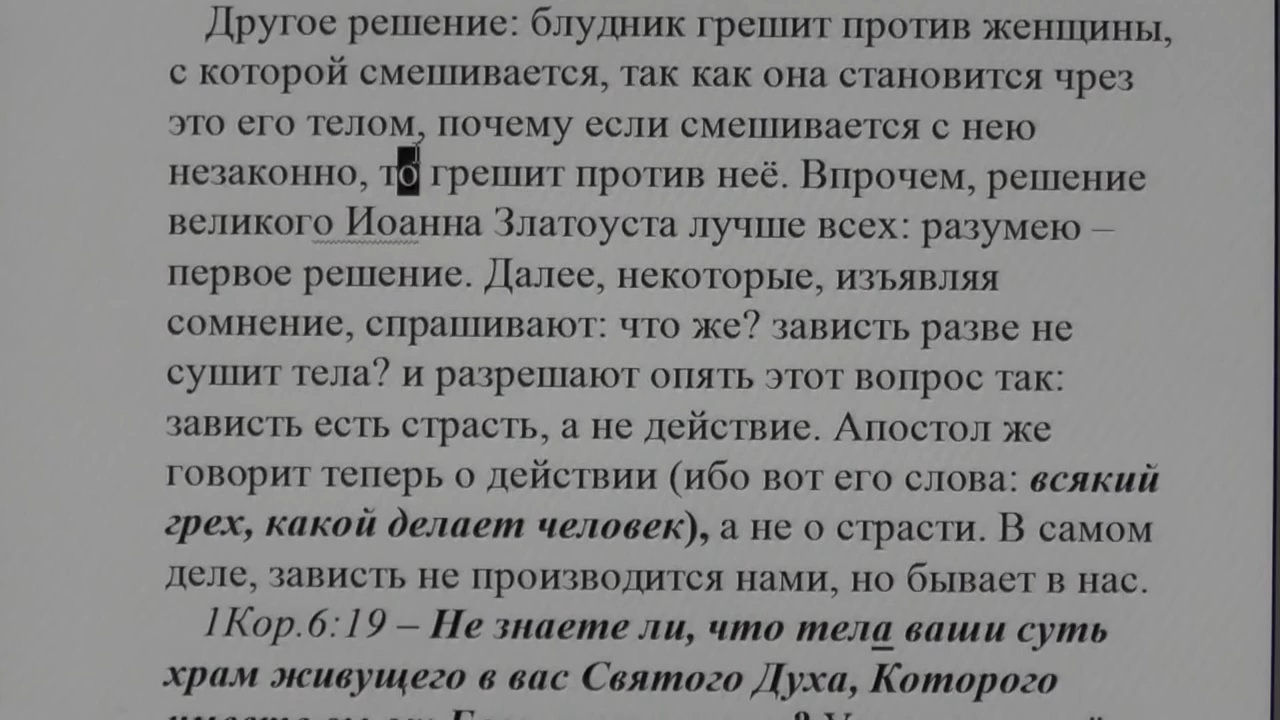 Другое решение: блудник грешит против женщины,
с которой смешивается, так как она становится чрез
это его телом, почему если смешивается с нею
незаконно, то грешит против неё. Впрочем, решение
великого Иоанна Златоуста лучше всех: разумею –
первое решение. Далее, некоторые, изъявляя
сомнение, спрашивают: что же? зависть разве не
сушит тела? и разрешают опять этот вопрос так:
зависть есть страсть, а не действие. Апостол же
говорит теперь о действии (ибо вот его слова: всякий
грех, какой делает человек), а не о страсти. В самом
деле, зависть не производится нами, но бывает в нас.
1Кор.6:19 – Не знаете ли, что тела ваши суть
храм живущего в вас Святого Духа, Которого